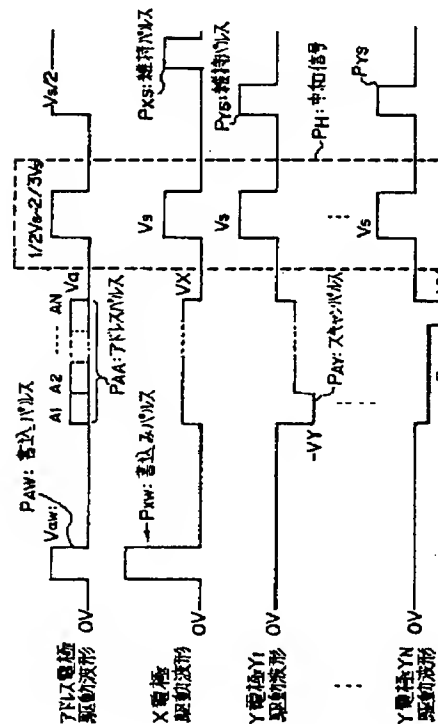 PAW: 書込パルス
Vaw
A1 A2 ---- AN
Va
1/2Vs~2/3Vs
Vs/2
PAA: アドレスパルス
アドレス電極
駆動波形
0V
Pxw: 書込みパルス
VX
Vs
Pxs: 維持パルス
X電極
駆動波形
0V
Vs
PYS: 維持パルス
PAY: スキャンパルス
-VY
PH: 中和信号
Y電極Y1
駆動波形
0V
Vs
PYS
Y電極YN
駆動波形
0V